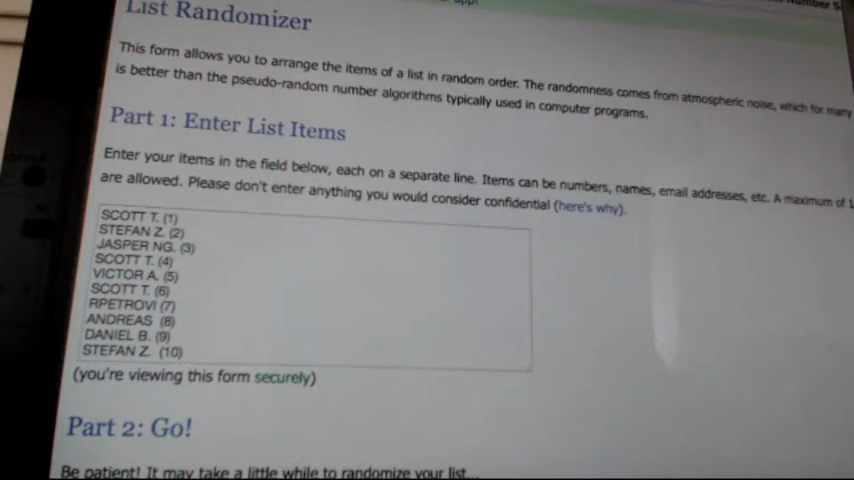 List Randomizer
This form allows you to arrange the items of a list in random order. The randomness comes from atmospheric noise, which for many
is better than the pseudo-random number algorithms typically used in computer programs.
Part 1: Enter List Items
Enter your items in the field below, each on a separate line. Items can be numbers, names, email addresses, etc. A maximum of
are allowed. Please don't enter anything you would consider confidential (here's why).
SCOTT T. (1)
STEFAN Z. (2)
JASPER NG. (3)
SCOTT T. (4)
VICTOR A. (5)
SCOTT T. (6)
RPETROVI (7)
ANDREAS (8)
DANIEL B. (9)
STEFAN Z. (10)
(you're viewing this form securely)
Part 2: Go!
Be patient! It may take a little while to randomize your list...